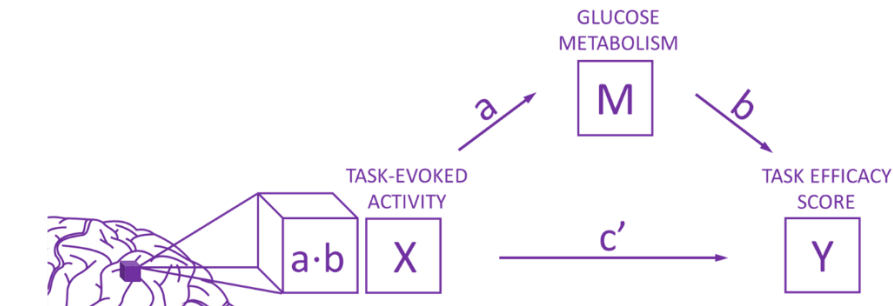 GLUCOSE
METABOLISM
M
a
b
TASK-EVOKED
ACTIVITY
TASK EFFICACY
SCORE
a·b
X
c’
Y